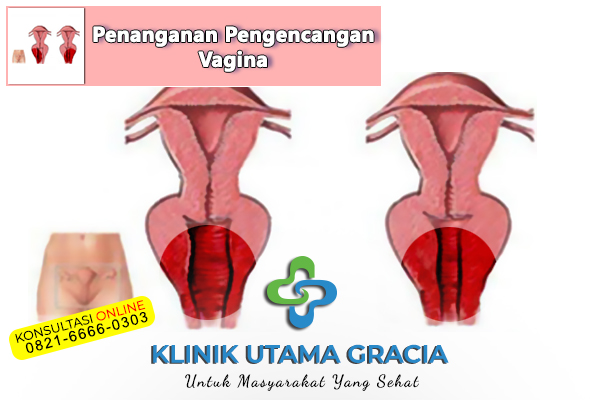 Penanganan Pengencangan
Vagina
KONSULTASI ONLINE
0821-6666-0303
KLINIK UTAMA GRACIA
Untuk Masyarakat Yang Sehat